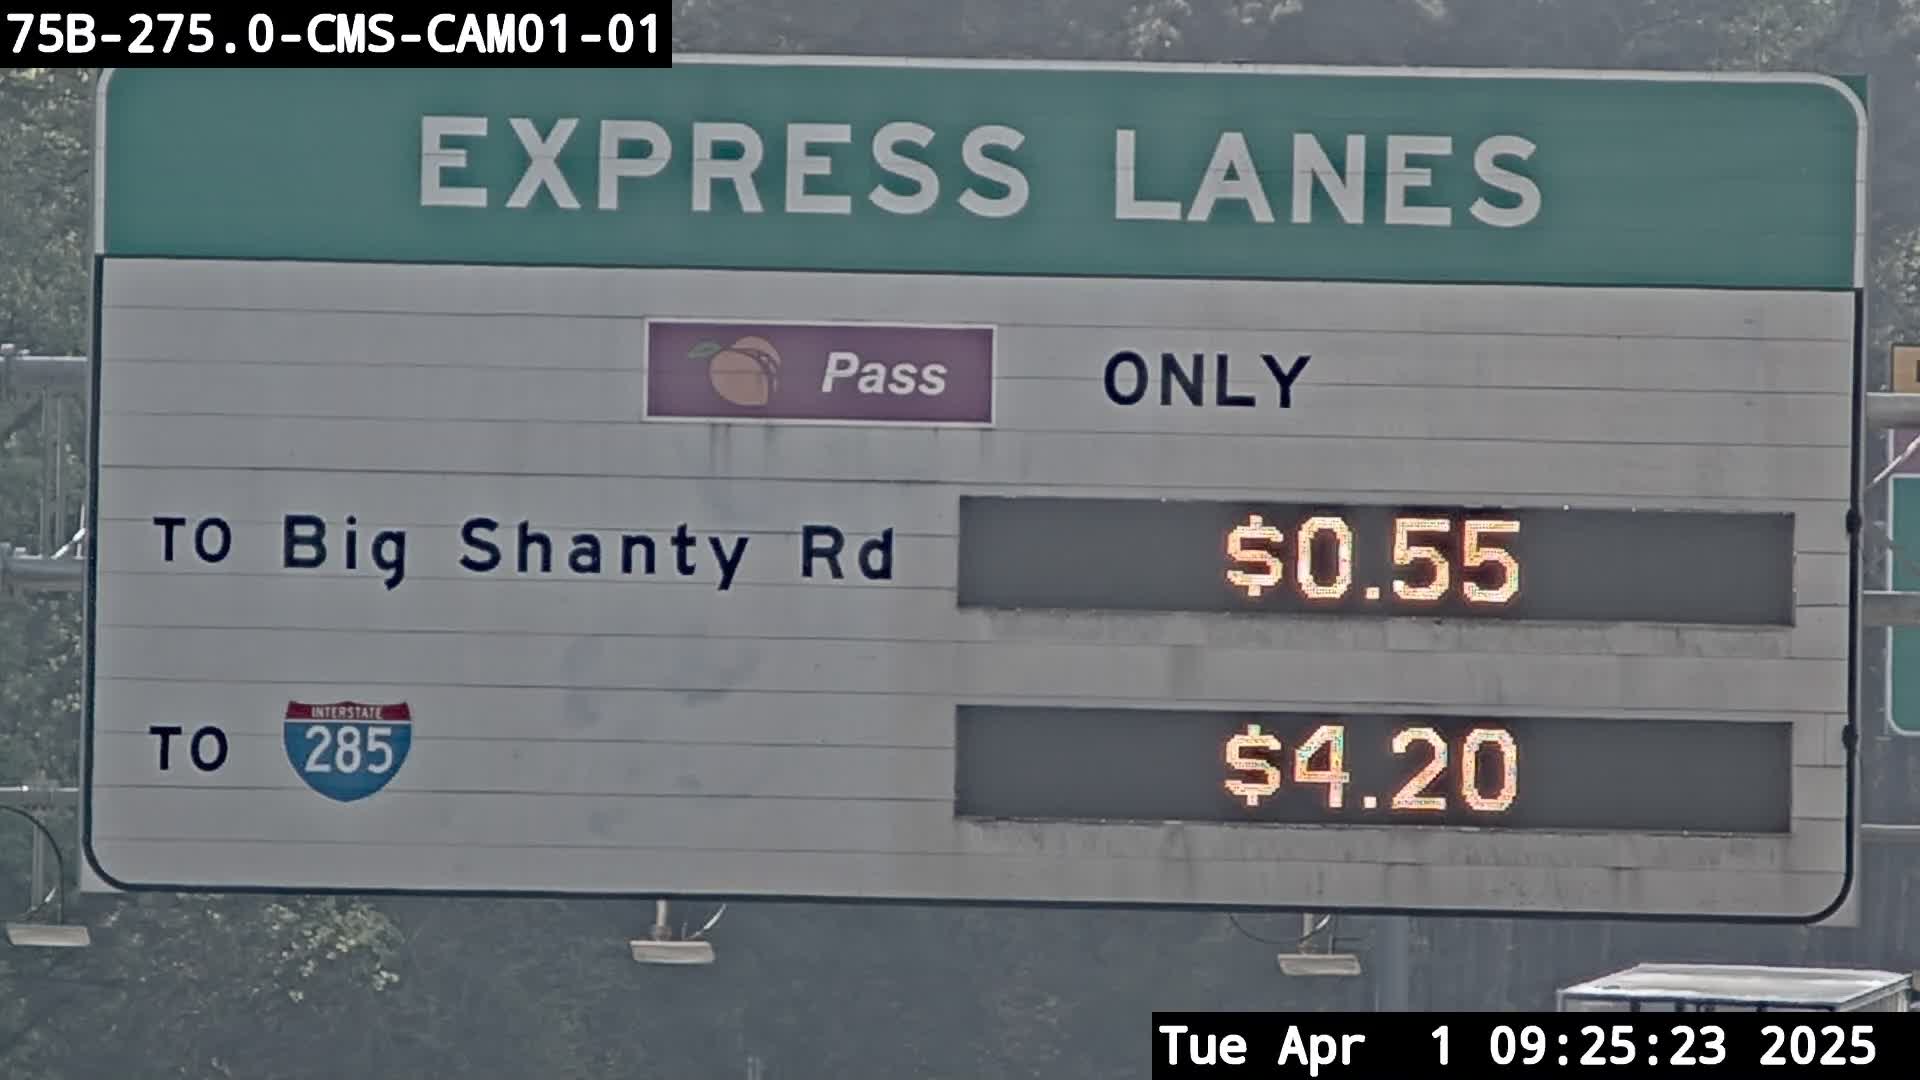 75B-275.0-CMS-CAM01-01
EXPRESS LANES
Pass ONLY
TO Big Shanty Rd $0.55
TO INTERSTATE 285 $4.20
Tue Apr 1 09:25:23 2025